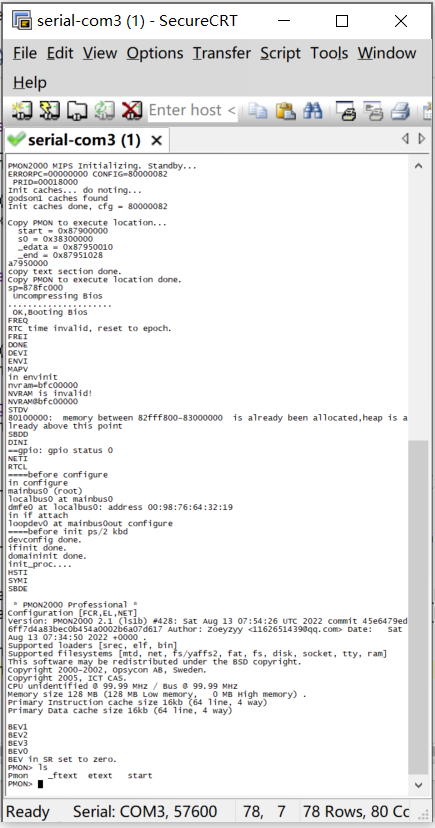 serial-com3 (1) - SecureCRT
File Edit View Options Transfer Script Tools Window
Help
Enter host <
serial-com3 (1)
PMON2000 MIPS Initializing. Standby...
ERRORPC=00000000 CONFIG=80000082
PRID=00018000
Init caches... do noting...
godson1 caches found
Init caches done, cfg = 80000082
Copy PMON to execute location...
start = 0x87900000
s0 = 0x38300000
_edata = 0x87950010
_end = 0x87951028
a7950000
copy text section done.
Copy PMON to execute location done.
sp=878fc000
Uncompressing Bios
.....................
OK,Booting Bios
FREQ
RTC time invalid, reset to epoch.
FREI
DONE
DEVI
ENVI
MAPV
in envinit
nvram=bfc00000
NVRAM is invalid!
NVRAM@bfc00000
STDV
80100000:  memory between 82fff800-83000000  is already been allocated,heap is a
lready above this point
SBDD
DINI
==gpio: gpio status 0
NETI
RTCL
====before configure
in configure
mainbus0 (root)
localbus0 at mainbus0
dmfe0 at localbus0: address 00:98:76:64:32:19
in if attach
loopdev0 at mainbus0out configure
====before init ps/2 kbd
devconfig done.
ifinit done.
domaininit done.
init_proc....
HSTI
SYMI
SBDE
* PMON2000 Professional *
Configuration [FCR,EL,NET]
Version: PMON2000 2.1 (ls1b) #428: Sat Aug 13 07:54:26 UTC 2022 commit 45e6479ed
6ff7d4a83bec0b454a0002b6a07d617 Author: Zoeyzyy <1162651439@qq.com> Date:   Sat
Aug 13 07:34:50 2022 +0000 .
Supported loaders [srec, elf, bin]
Supported filesystems [mtd, net, fs/yaffs2, fat, fs, disk, socket, tty, ram]
This software may be redistributed under the BSD copyright.
Copyright 2000-2002, Opsycon AB, Sweden.
Copyright 2005, ICT CAS.
CPU unidentified @ 99.99 MHz / Bus @ 99.99 MHz
Memory size 128 MB (128 MB Low memory,   0 MB High memory) .
Primary Instruction cache size 16kb (64 line, 4 way)
Primary Data cache size 16kb (64 line, 4 way)
BEV1
BEV2
BEV3
BEV0
BEV in SR set to zero.
PMON> ls
Pmon    _ftext  etext   start
PMON>
Ready Serial: COM3, 57600 78, 7 78 Rows, 80 Cc